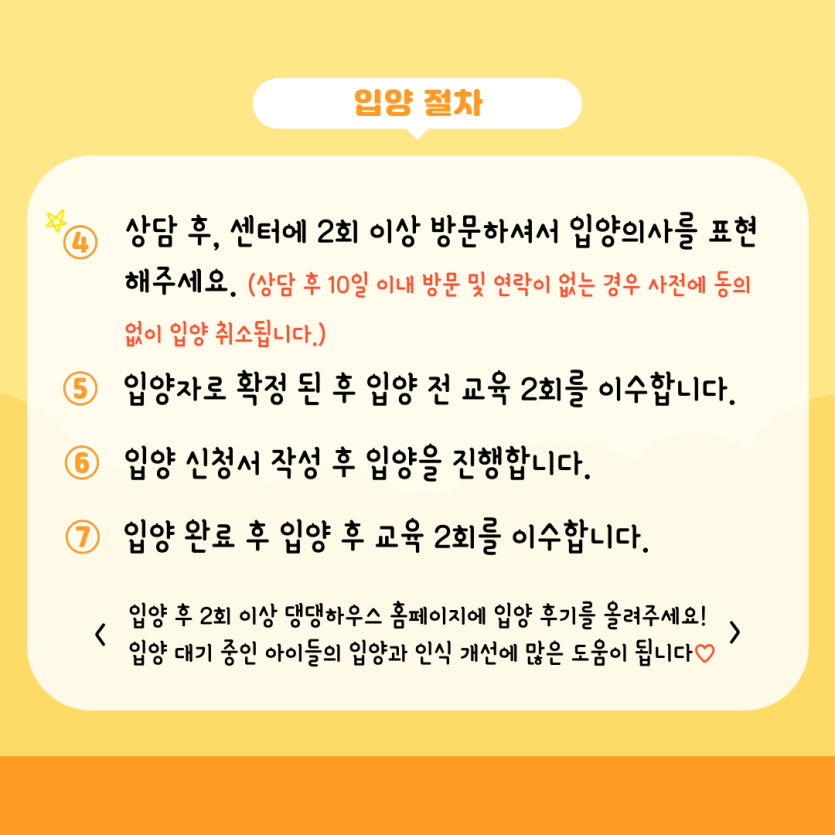 입양 절차
④ 상담 후, 센터에 2회 이상 방문하셔서 입양의사를 표현
해주세요. (상담 후 10일 이내 방문 및 연락이 없는 경우 사전에 동의
없이 입양 취소됩니다.)
⑤ 입양자로 확정 된 후 입양 전 교육 2회를 이수합니다.
⑥ 입양 신청서 작성 후 입양을 진행합니다.
⑦ 입양 완료 후 입양 후 교육 2회를 이수합니다.
< 입양 후 2회 이상 댕댕하우스 홈페이지에 입양 후기를 올려주세요! >
입양 대기 중인 아이들의 입양과 인식 개선에 많은 도움이 됩니다♡